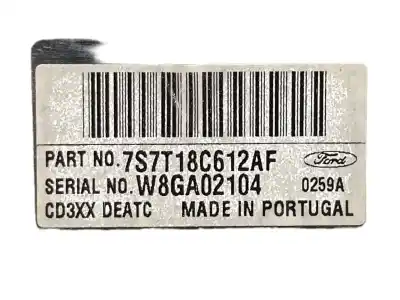 PART NO. 7S7T18C612AF Ford
SERIAL NO. W8GA02104 0259A
CD3XX DEATC MADE IN PORTUGAL